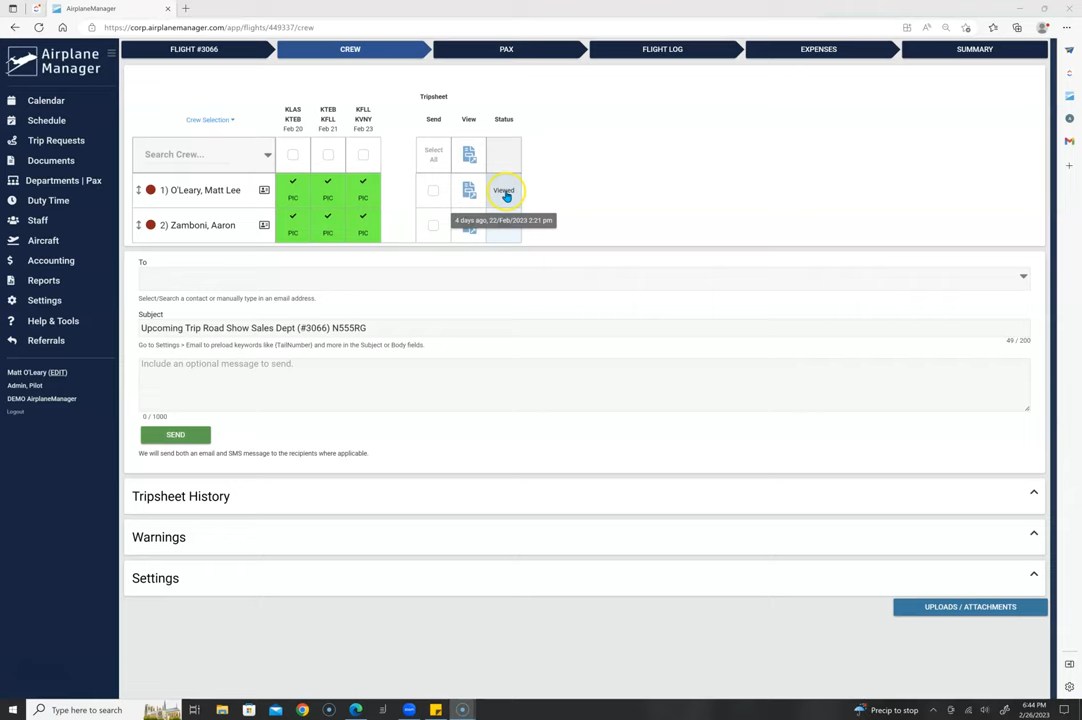 AirplaneManager
https://corp.airplanemanager.com/app/flights/449337/crew
Airplane
Manager
Calendar
Schedule
Trip Requests
Documents
Departments | Pax
Duty Time
Staff
Aircraft
Accounting
Reports
Settings
Help & Tools
Referrals
Matt O'Leary (EDIT)
Admin, Pilot
DEMO AirplaneManager
Logout
FLIGHT #3066
CREW
PAX
FLIGHT LOG
EXPENSES
SUMMARY
Tripsheet
Crew Selection
KLAS
KTEB
Feb 20
KTEB
KFLL
Feb 21
KFLL
KVNY
Feb 23
Send
View
Status
Search Crew...
Select
All
1) O'Leary, Matt Lee
PIC
PIC
PIC
Viewed
4 days ago, 22/Feb/2023 2:21 pm
2) Zamboni, Aaron
PIC
PIC
PIC
To
Select/Search a contact or manually type in an email address.
Subject
Upcoming Trip Road Show Sales Dept (#3066) N555RG
Go to Settings > Email to preload keywords like {TailNumber} and more in the Subject or Body fields.
49 / 200
Include an optional message to send.
0 / 1000
SEND
We will send both an email and SMS message to the recipients where applicable.
Tripsheet History
Warnings
Settings
UPLOADS / ATTACHMENTS
Type here to search
Precip to stop
6:44 PM
2/26/2023